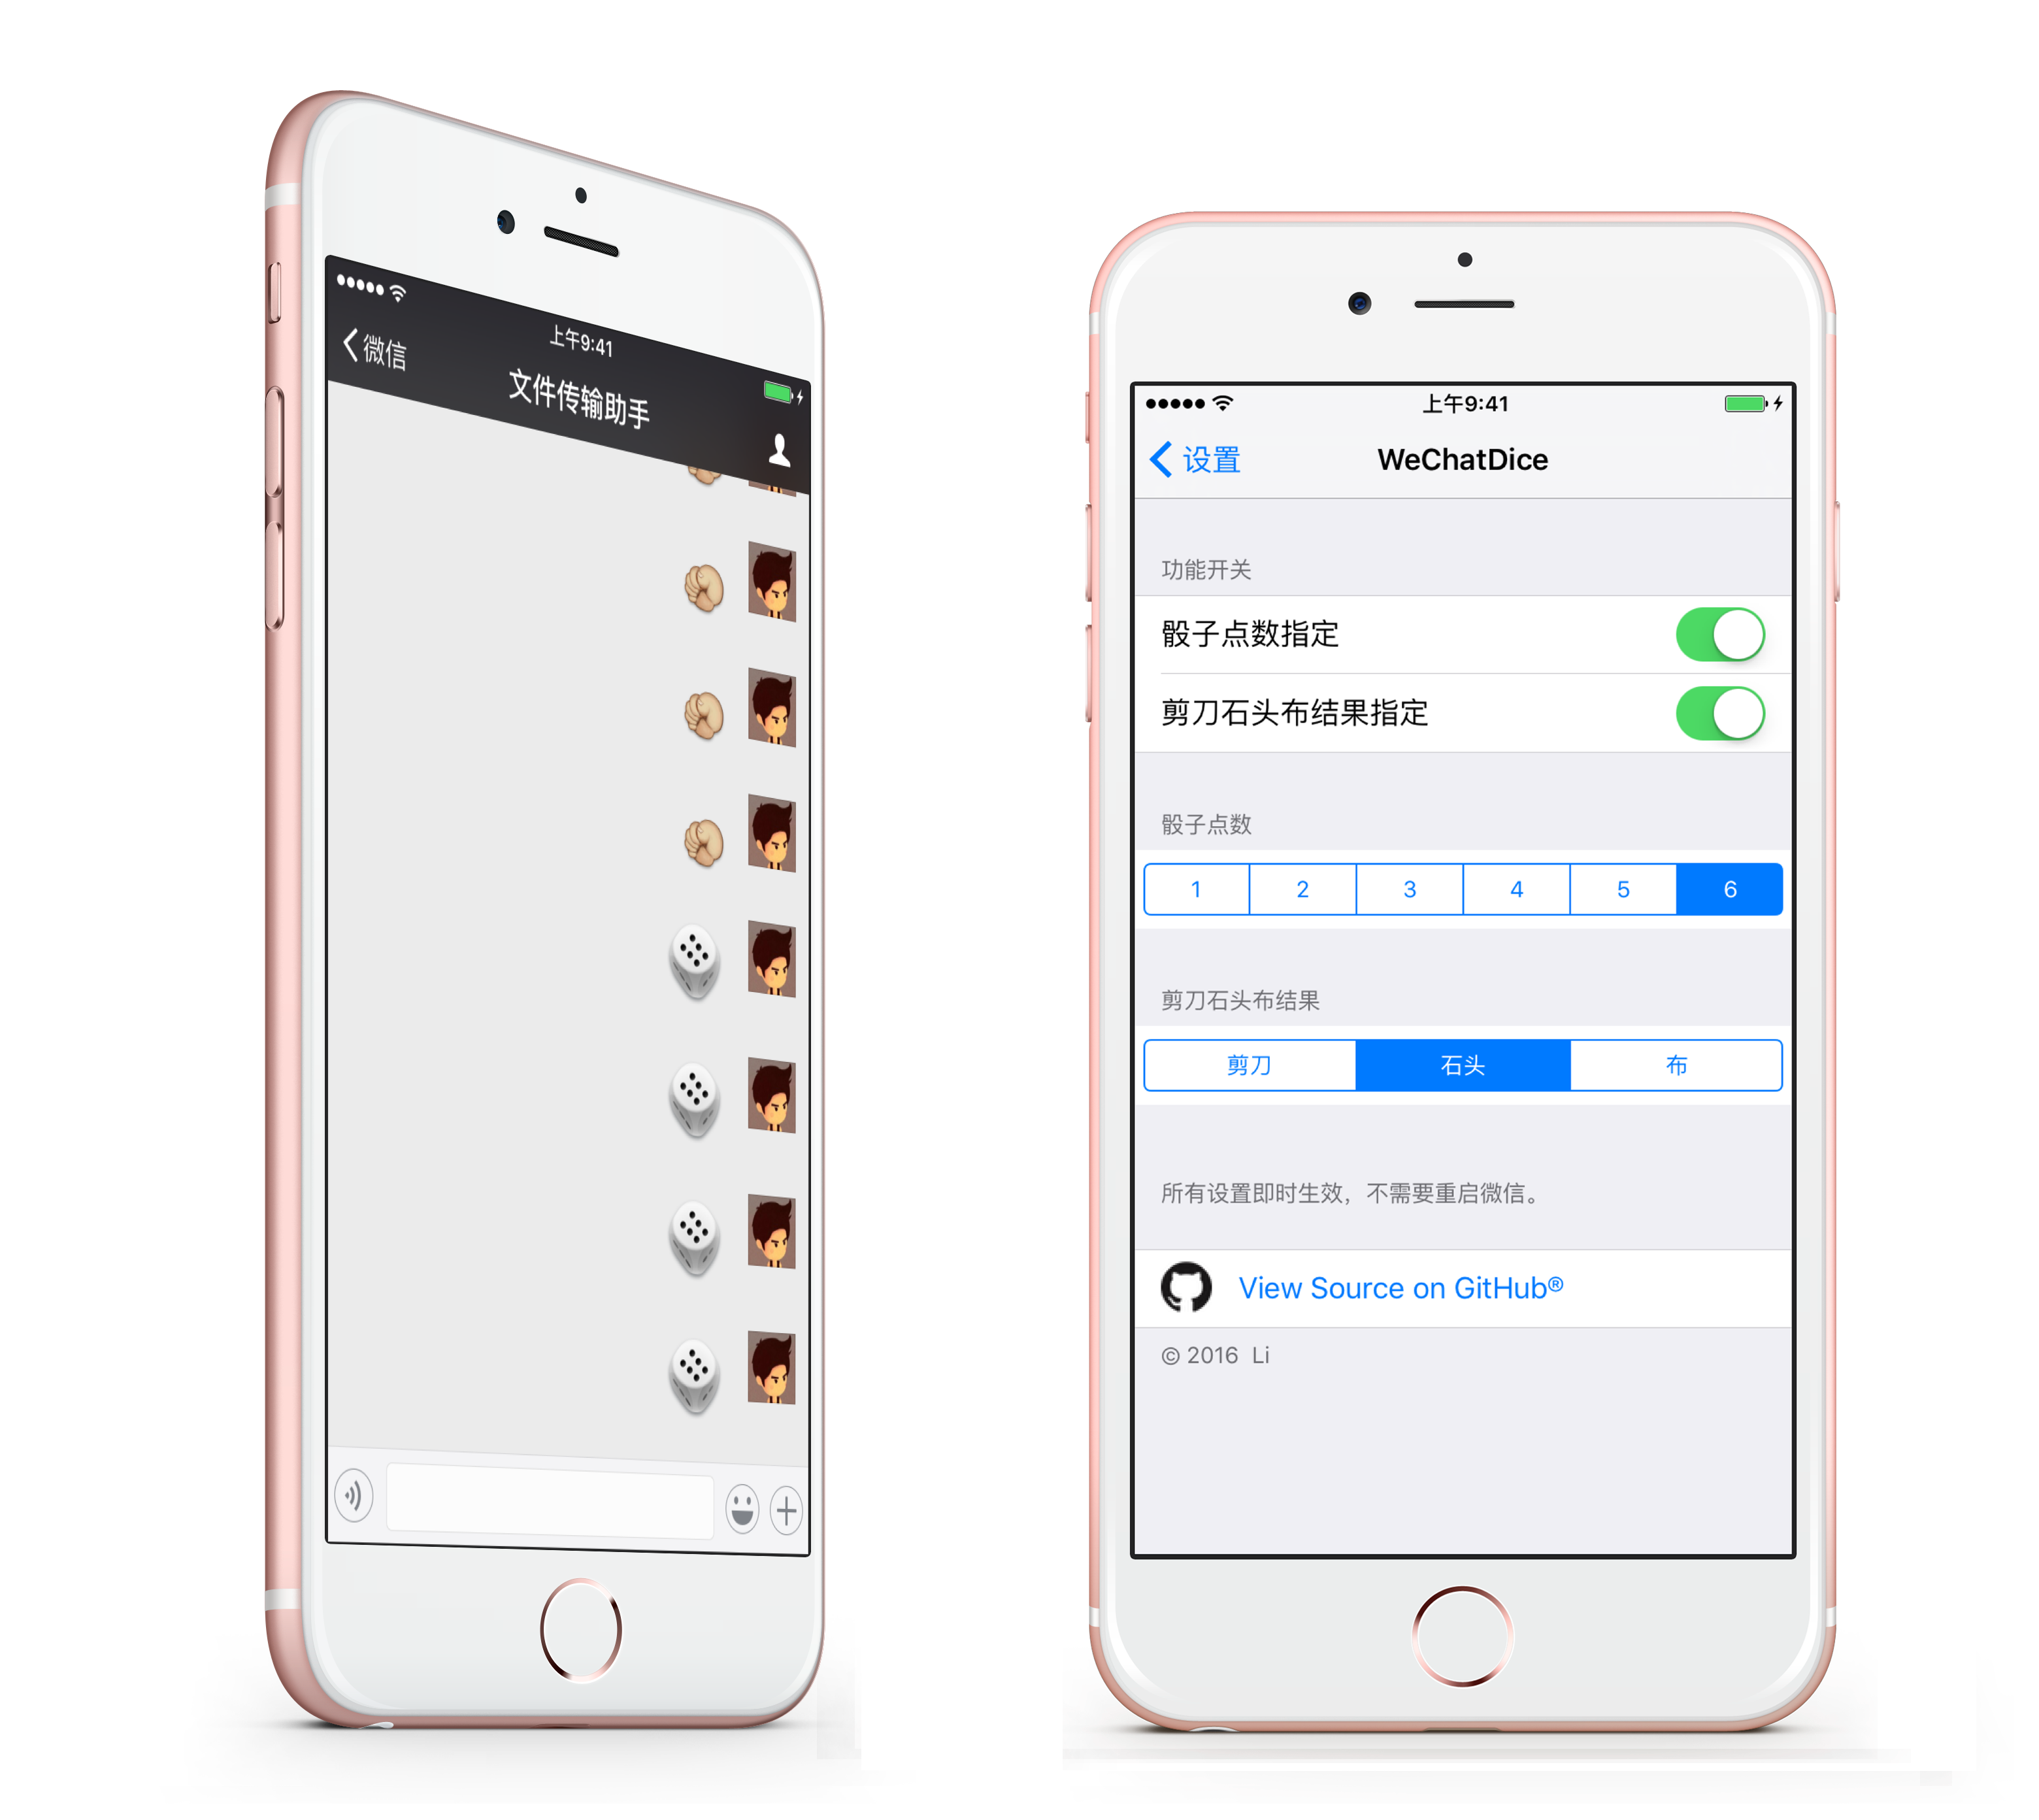 上午9:41
微信
文件传输助手
上午9:41
设置
WeChatDice
功能开关
骰子点数指定
剪刀石头布结果指定
骰子点数
1 2 3 4 5 6
剪刀石头布结果
剪刀 石头 布
所有设置即时生效，不需要重启微信。
View Source on GitHub®
© 2016 Li